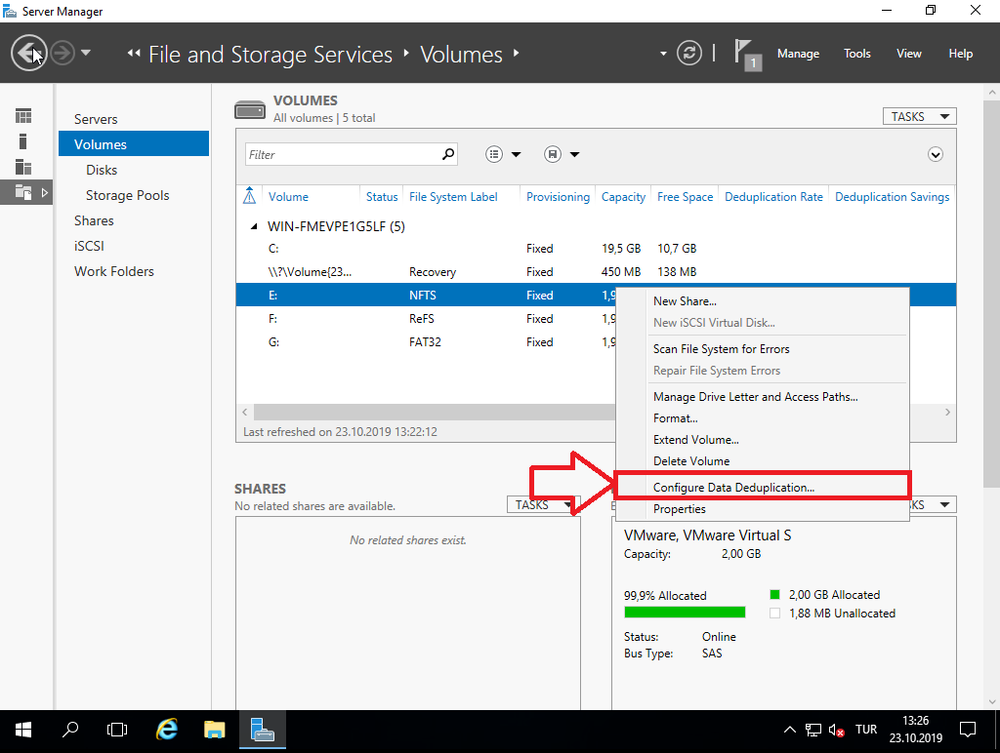 Server Manager
File and Storage Services Volumes
1 Manage Tools View Help
Servers
Volumes
Disks
Storage Pools
Shares
iSCSI
Work Folders
VOLUMES
All volumes | 5 total
TASKS
Filter
Volume Status File System Label Provisioning Capacity Free Space Deduplication Rate Deduplication Savings
WIN-FMEVPE1G5LF (5)
C: Fixed 19,5 GB 10,7 GB
\\?\Volume{23... Recovery Fixed 450 MB 138 MB
E: NFTS Fixed 1,9
F: ReFS Fixed 1,9
G: FAT32 Fixed 1,9
Last refreshed on 23.10.2019 13:22:12
New Share...
New iSCSI Virtual Disk...
Scan File System for Errors
Repair File System Errors
Manage Drive Letter and Access Paths...
Format...
Extend Volume...
Delete Volume
Configure Data Deduplication...
Properties
SHARES
No related shares are available.
TASKS
No related shares exist.
VMware, VMware Virtual S
Capacity: 2,00 GB
99,9% Allocated
2,00 GB Allocated
1,88 MB Unallocated
Status: Online
Bus Type: SAS
TUR
13:26
23.10.2019